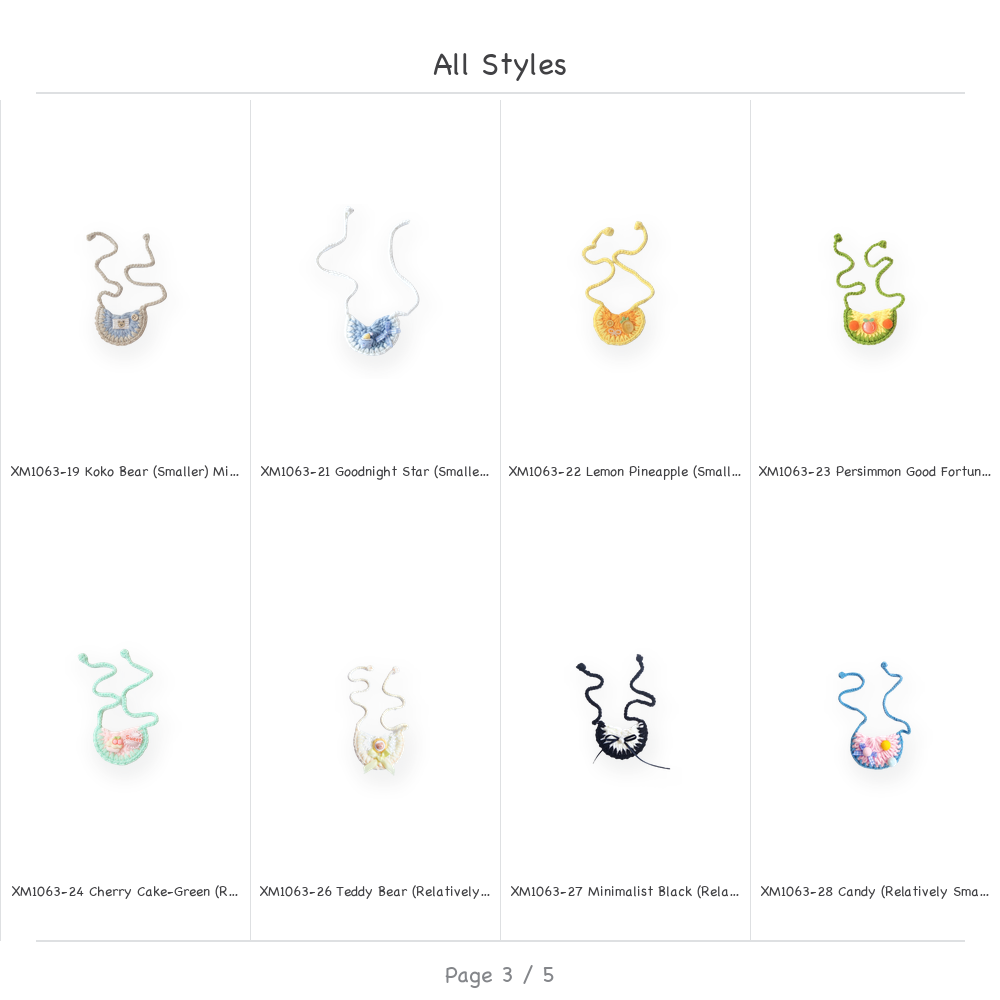 All Styles
XM1063-19 Koko Bear (Smaller) Mi...
XM1063-21 Goodnight Star (Smalle...
XM1063-22 Lemon Pineapple (Small...
XM1063-23 Persimmon Good Fortun...
XM1063-24 Cherry Cake-Green (R...
XM1063-26 Teddy Bear (Relatively...
XM1063-27 Minimalist Black (Rela...
XM1063-28 Candy (Relatively Sma...
Page 3 / 5